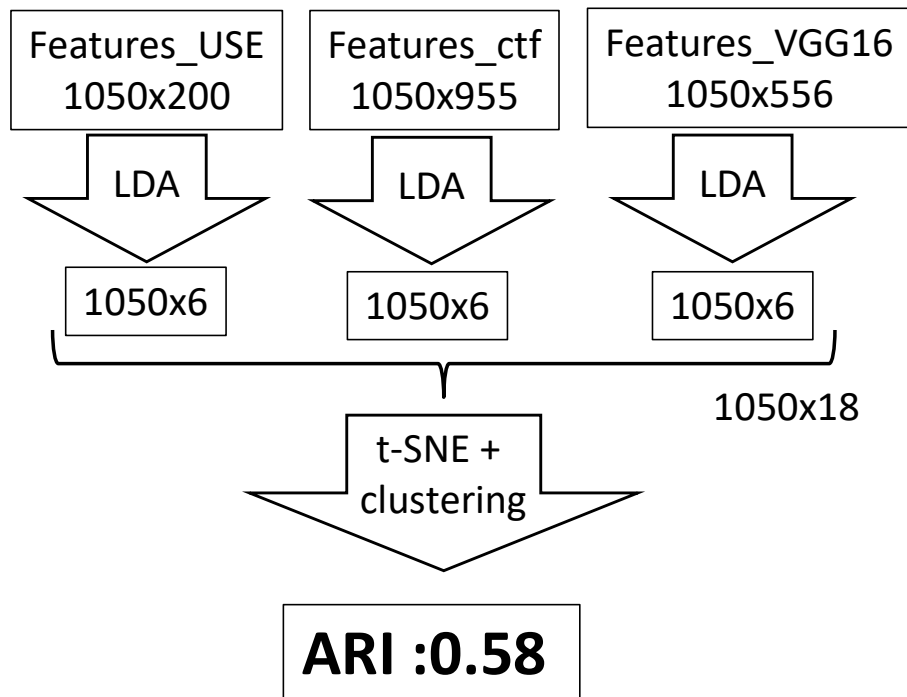 Features_USE
1050x200
Features_ctf
1050x955
Features_VGG16
1050x556
LDA
LDA
LDA
1050x6
1050x6
1050x6
1050x18
t-SNE +
clustering
ARI :0.58